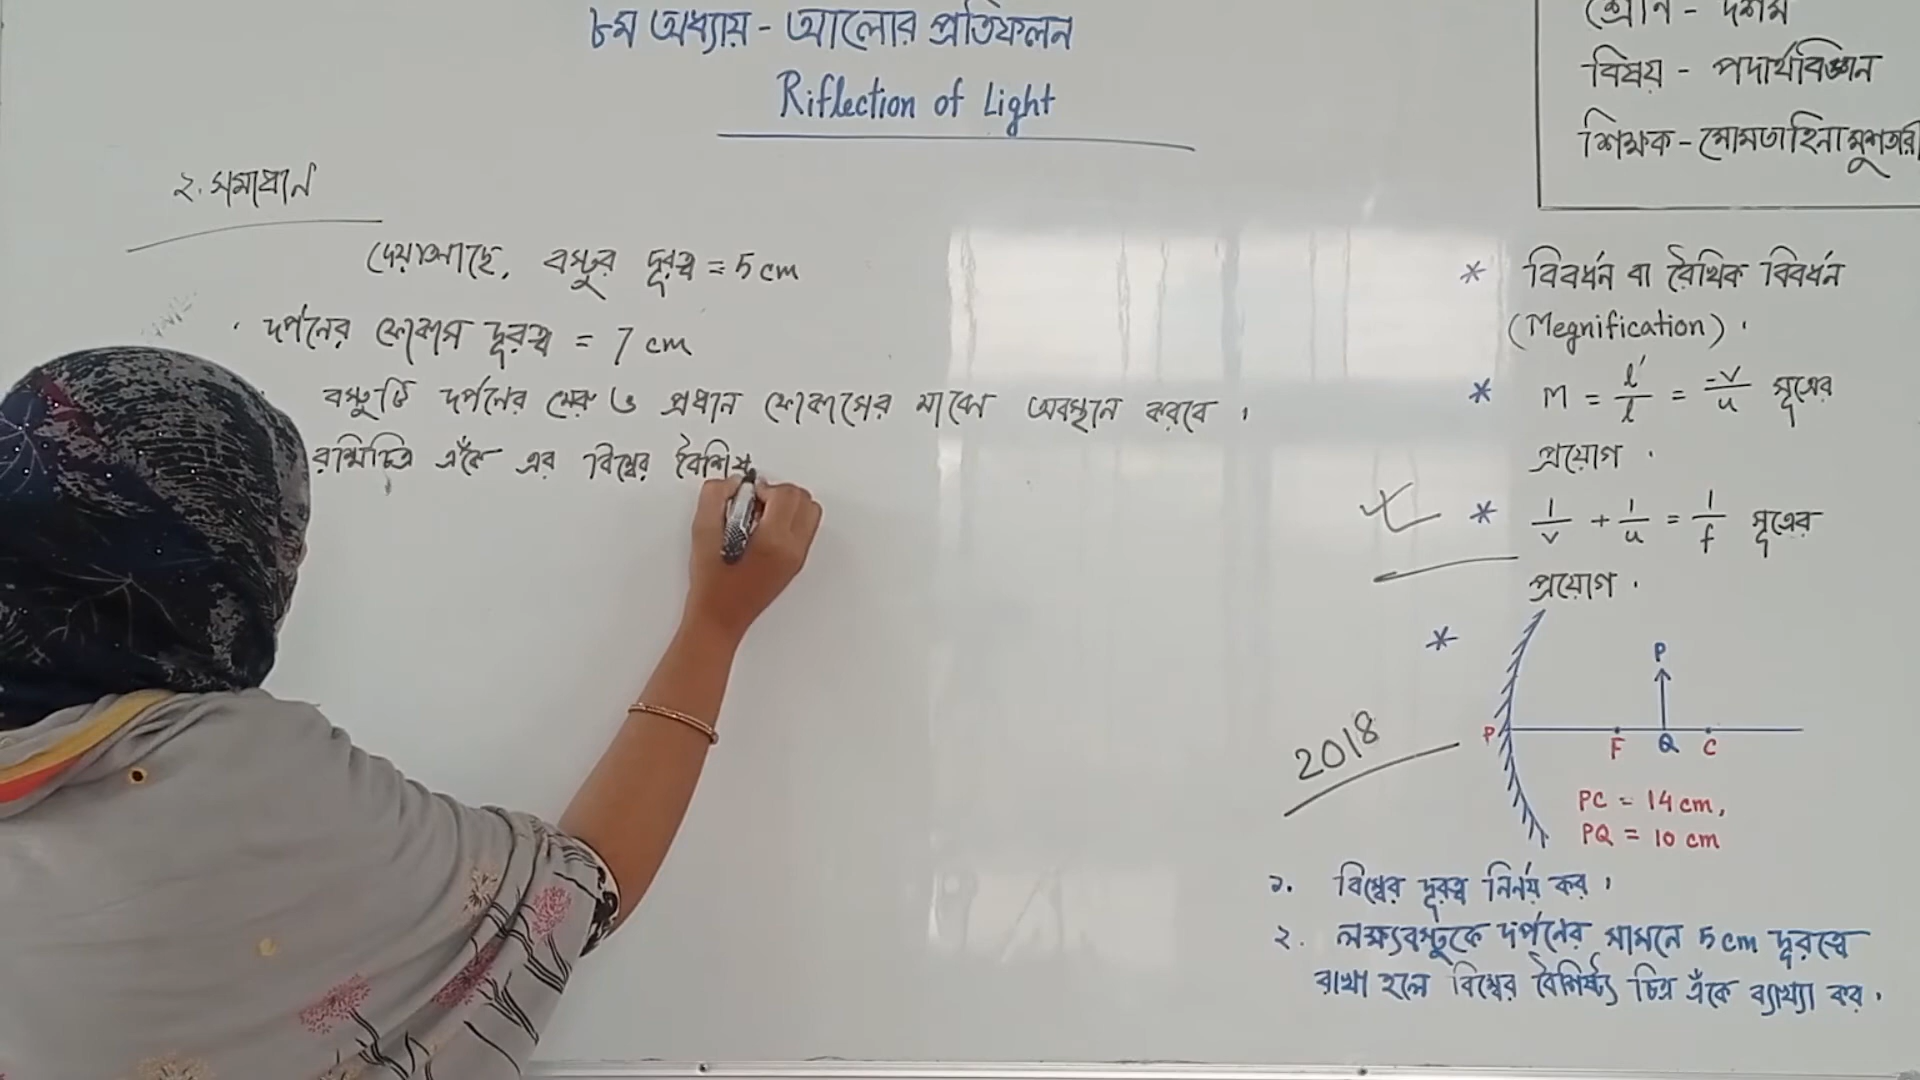 ৮ম অধ্যায় - আলোর প্রতিফলন
Riflection of Light
শ্রেণি - দশম
বিষয় - পদার্থবিজ্ঞান
শিক্ষক - মোমতাহিনা মুশতারী
২. সমাধান
দেয়াআছে, বস্তুর দূরত্ব = 5 cm
দর্পনের ফোকাস দূরত্ব = 7 cm
বস্তুটি দর্পনের মেরু ও প্রধান ফোকাসের মাঝে অবস্থান করবে ।
রশ্মিচিত্র এঁকে এর বিম্বের বৈশিষ
* বিবর্ধন বা রৈখিক বিবর্ধন
(Megnification) .
* M = l'/l = -v/u সূত্রের
প্রয়োগ .
* 1/v + 1/u = 1/f সূত্রের
প্রয়োগ .
*
2018
P
P F Q C
PC = 14 cm,
PQ = 10 cm
১. বিম্বের দূরত্ব নির্ণয় কর ।
২. লক্ষ্যবস্তুকে দর্পনের সামনে 5 cm দূরত্বে
রাখা হলে বিম্বের বৈশিষ্ট্য চিত্র এঁকে ব্যাখ্যা কর .